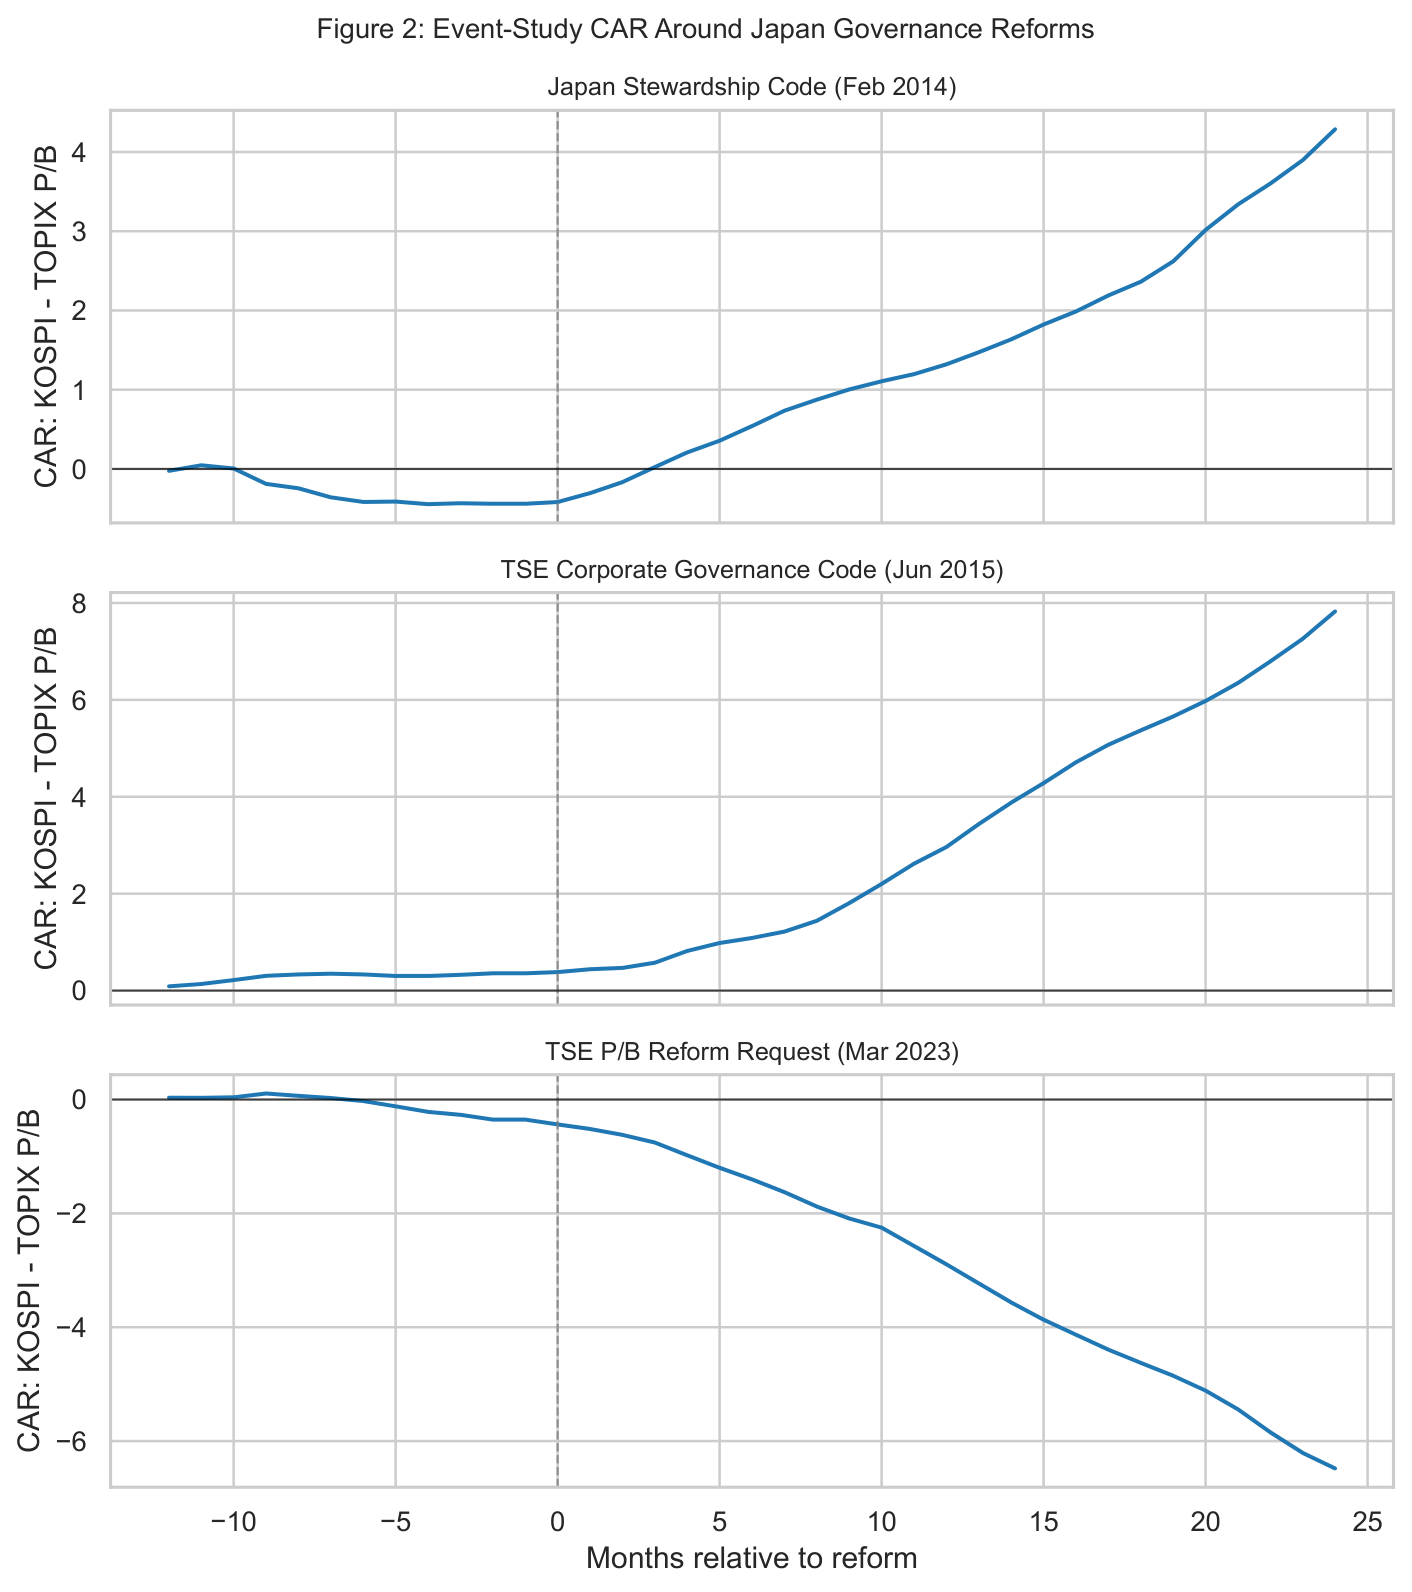 Figure 2: Event-Study CAR Around Japan Governance Reforms
Japan Stewardship Code (Feb 2014)
CAR: KOSPI - TOPIX P/B
4
3
2
1
0
TSE Corporate Governance Code (Jun 2015)
CAR: KOSPI - TOPIX P/B
8
6
4
2
0
TSE P/B Reform Request (Mar 2023)
CAR: KOSPI - TOPIX P/B
0
−2
−4
−6
−10 −5 0 5 10 15 20 25
Months relative to reform